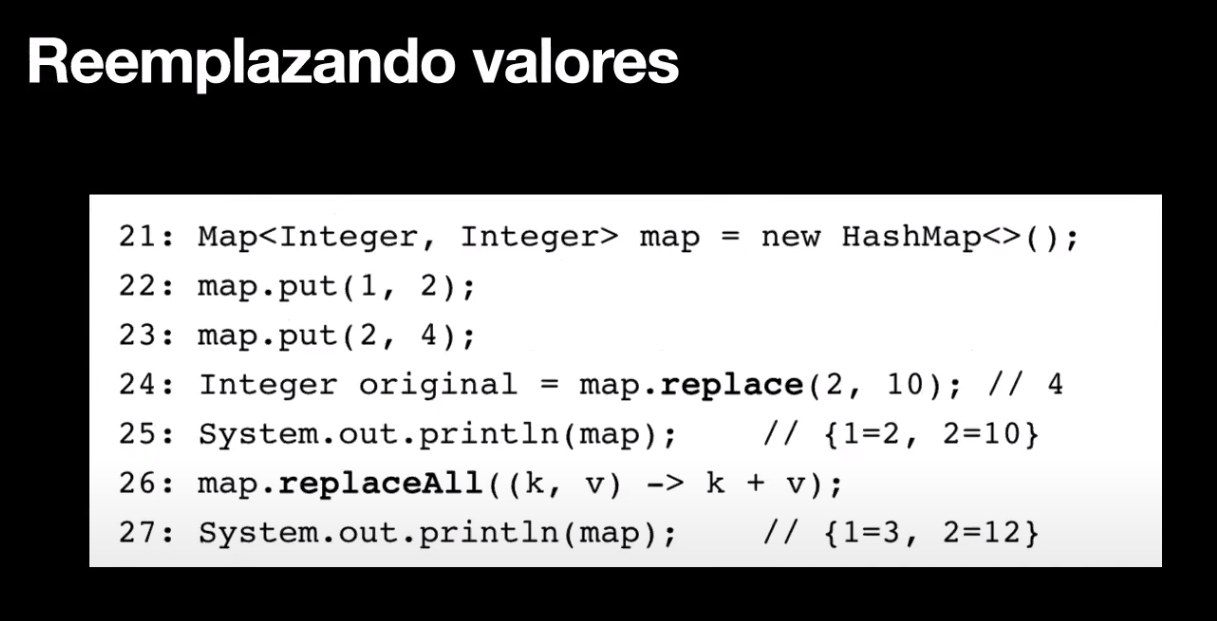 Reemplazando valores
21: Map<Integer, Integer> map = new HashMap<>();
22: map.put(1, 2);
23: map.put(2, 4);
24: Integer original = map.replace(2, 10); // 4
25: System.out.println(map);    // {1=2, 2=10}
26: map.replaceAll((k, v) -> k + v);
27: System.out.println(map);    // {1=3, 2=12}